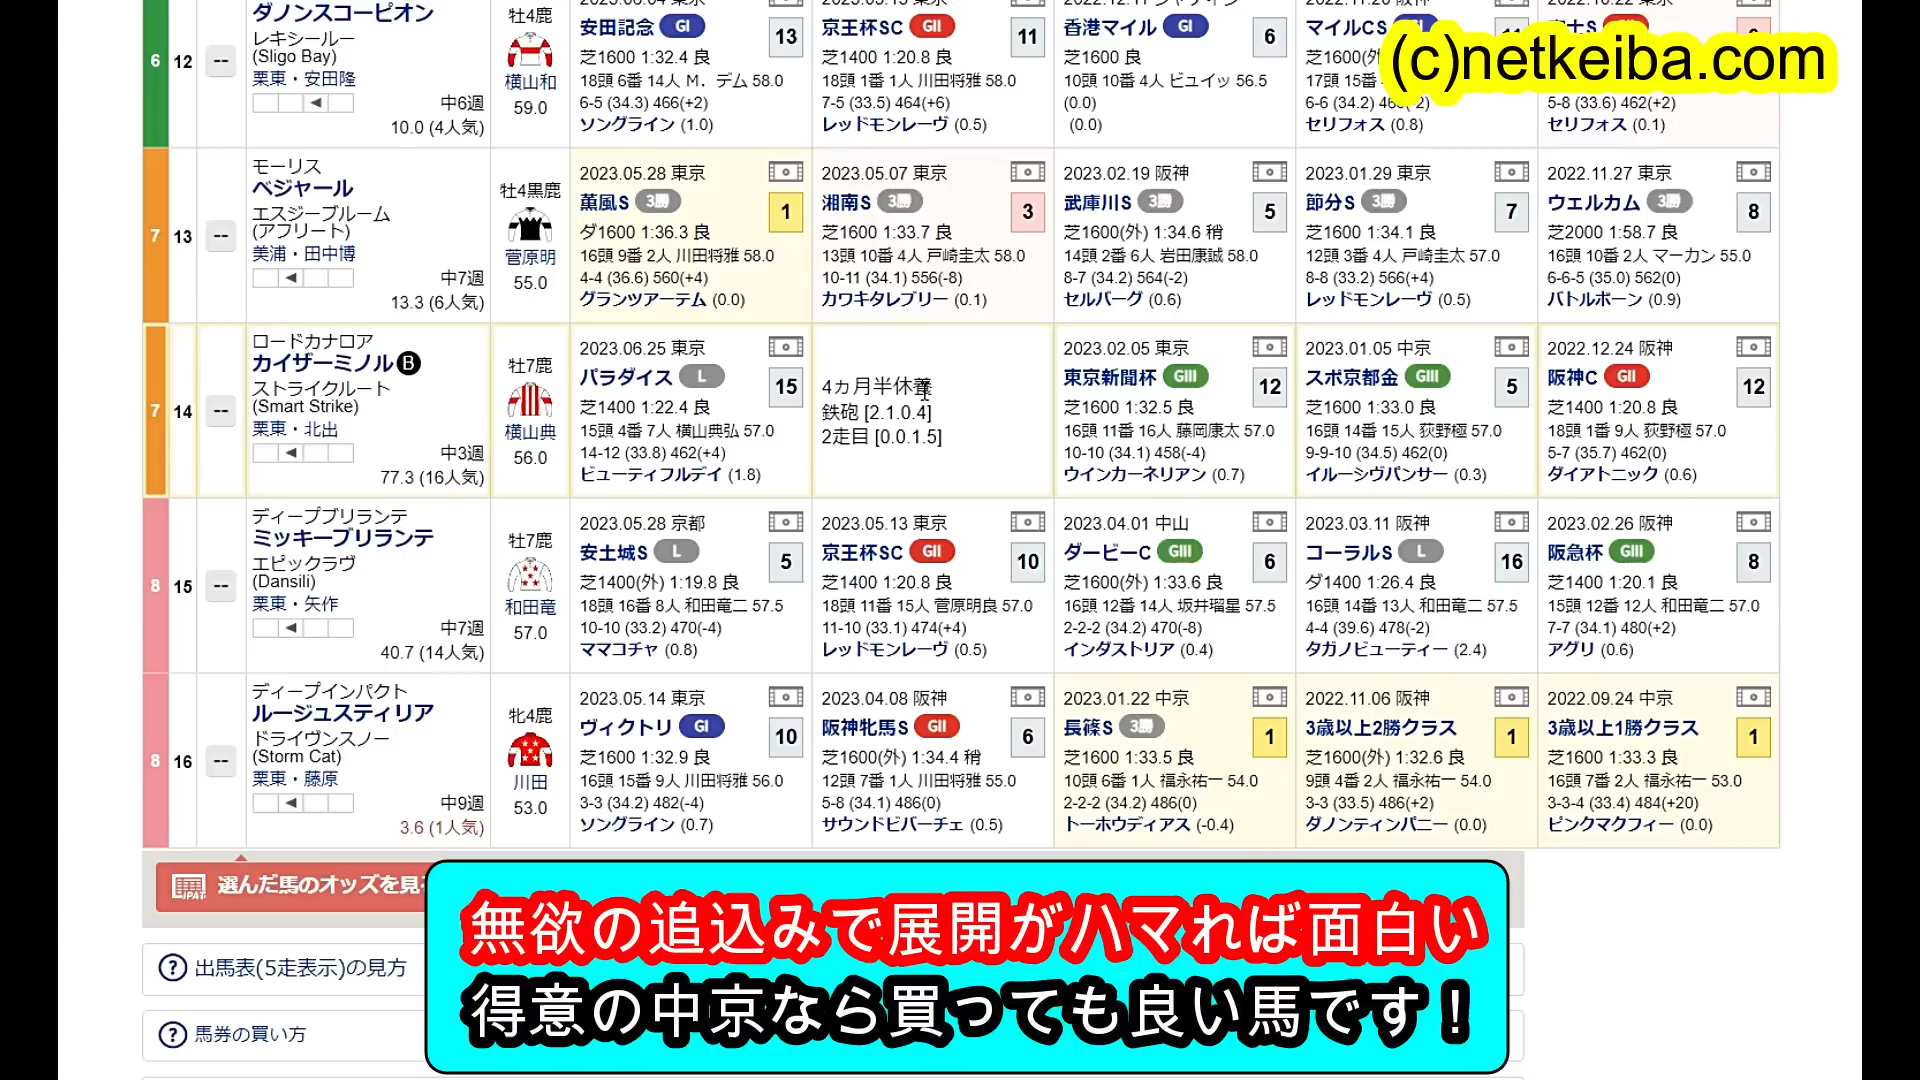 (c)netkeiba.com
6 12 --
ダノンスコーピオン
レキシールー
(Sligo Bay)
栗東・安田隆
中6週
10.0 (4人気)
牡4鹿
横山和
59.0
安田記念 GI 13
芝1600 1:32.4 良
18頭 6番 14人 M．デム 58.0
6-5 (34.3) 466(+2)
ソングライン (1.0)
京王杯SC GII 11
芝1400 1:20.8 良
18頭 1番 1人 川田将雅 58.0
7-5 (33.5) 464(+6)
レッドモンレーヴ (0.5)
香港マイル GI 6
芝1600 良
10頭 10番 4人 ビュイッ 56.5
(0.0)
(0.0)
マイルCS
芝1600(外)
17頭 15番
6-6 (34.2)
セリフォス (0.8)
5-8 (33.6) 462(+2)
セリフォス (0.1)
7 13 --
モーリス
ベジャール
エスジーブルーム
(アフリート)
美浦・田中博
中7週
13.3 (6人気)
牡4黒鹿
菅原明
55.0
2023.05.28 東京
薫風S 3勝 1
ダ1600 1:36.3 良
16頭 9番 2人 川田将雅 58.0
4-4 (36.6) 560(+4)
グランツアーテム (0.0)
2023.05.07 東京
湘南S 3勝 3
芝1600 1:33.7 良
13頭 10番 4人 戸崎圭太 58.0
10-11 (34.1) 556(-8)
カワキタレブリー (0.1)
2023.02.19 阪神
武庫川S 3勝 5
芝1600(外) 1:34.6 稍
14頭 2番 6人 岩田康誠 58.0
8-7 (34.2) 564(-2)
セルバーグ (0.6)
2023.01.29 東京
節分S 3勝 7
芝1600 1:34.1 良
12頭 3番 4人 戸崎圭太 57.0
8-8 (33.2) 566(+4)
レッドモンレーヴ (0.5)
2022.11.27 東京
ウェルカム 3勝 8
芝2000 1:58.7 良
16頭 10番 2人 マーカン 55.0
6-6-5 (35.0) 562(0)
バトルボーン (0.9)
7 14 --
ロードカナロア
カイザーミノル B
ストライクルート
(Smart Strike)
栗東・北出
中3週
77.3 (16人気)
牡7鹿
横山典
56.0
2023.06.25 東京
パラダイス L 15
芝1400 1:22.4 良
15頭 4番 7人 横山典弘 57.0
14-12 (33.8) 462(+4)
ビューティフルデイ (1.8)
4ヵ月半休養
鉄砲 [2.1.0.4]
2走目 [0.0.1.5]
2023.02.05 東京
東京新聞杯 GIII 12
芝1600 1:32.5 良
16頭 11番 16人 藤岡康太 57.0
10-10 (34.1) 458(-4)
ウインカーネリアン (0.7)
2023.01.05 中京
スポ京都金 GIII 5
芝1600 1:33.0 良
16頭 14番 15人 荻野極 57.0
9-9-10 (34.5) 462(0)
イルーシヴパンサー (0.3)
2022.12.24 阪神
阪神C GII 12
芝1400 1:20.8 良
18頭 1番 9人 荻野極 57.0
5-7 (35.7) 462(0)
ダイアトニック (0.6)
8 15 --
ディープブリランテ
ミッキーブリランテ
エピックラヴ
(Dansili)
栗東・矢作
中7週
40.7 (14人気)
牡7鹿
和田竜
57.0
2023.05.28 京都
安土城S L 5
芝1400(外) 1:19.8 良
18頭 16番 8人 和田竜二 57.5
10-10 (33.2) 470(-4)
ママコチャ (0.8)
2023.05.13 東京
京王杯SC GII 10
芝1400 1:20.8 良
18頭 11番 15人 菅原明良 57.0
11-10 (33.1) 474(+4)
レッドモンレーヴ (0.5)
2023.04.01 中山
ダービーC GIII 6
芝1600(外) 1:33.6 良
16頭 12番 14人 坂井瑠星 57.5
2-2-2 (34.2) 470(-8)
インダストリア (0.4)
2023.03.11 阪神
コーラルS L 16
ダ1400 1:26.4 良
16頭 14番 13人 和田竜二 57.5
4-4 (39.6) 478(-2)
タガノビューティー (2.4)
2023.02.26 阪神
阪急杯 GIII 8
芝1400 1:20.1 良
15頭 12番 12人 和田竜二 57.0
7-7 (34.1) 480(+2)
アグリ (0.6)
8 16 --
ディープインパクト
ルージュスティリア
ドライヴンスノー
(Storm Cat)
栗東・藤原
中9週
3.6 (1人気)
牝4鹿
川田
53.0
2023.05.14 東京
ヴィクトリ GI 10
芝1600 1:32.9 良
16頭 15番 9人 川田将雅 56.0
3-3 (34.2) 482(-4)
ソングライン (0.7)
2023.04.08 阪神
阪神牝馬S GII 6
芝1600(外) 1:34.4 稍
12頭 7番 1人 川田将雅 55.0
5-8 (34.1) 486(0)
サウンドビバーチェ (0.5)
2023.01.22 中京
長篠S 3勝 1
芝1600 1:33.5 良
10頭 6番 1人 福永祐一 54.0
2-2-2 (34.2) 486(0)
トーホウディアス (-0.4)
2022.11.06 阪神
3歳以上2勝クラス 1
芝1600(外) 1:32.6 良
9頭 4番 2人 福永祐一 54.0
3-3 (33.5) 486(+2)
ダノンティンパニー (0.0)
2022.09.24 中京
3歳以上1勝クラス 1
芝1600 1:33.3 良
16頭 7番 2人 福永祐一 53.0
3-3-4 (33.4) 484(+20)
ピンクマクフィー (0.0)
IPAT 選んだ馬のオッズを見
? 出馬表(5走表示)の見方
? 馬券の買い方
無欲の追込みで展開がハマれば面白い
得意の中京なら買っても良い馬です！